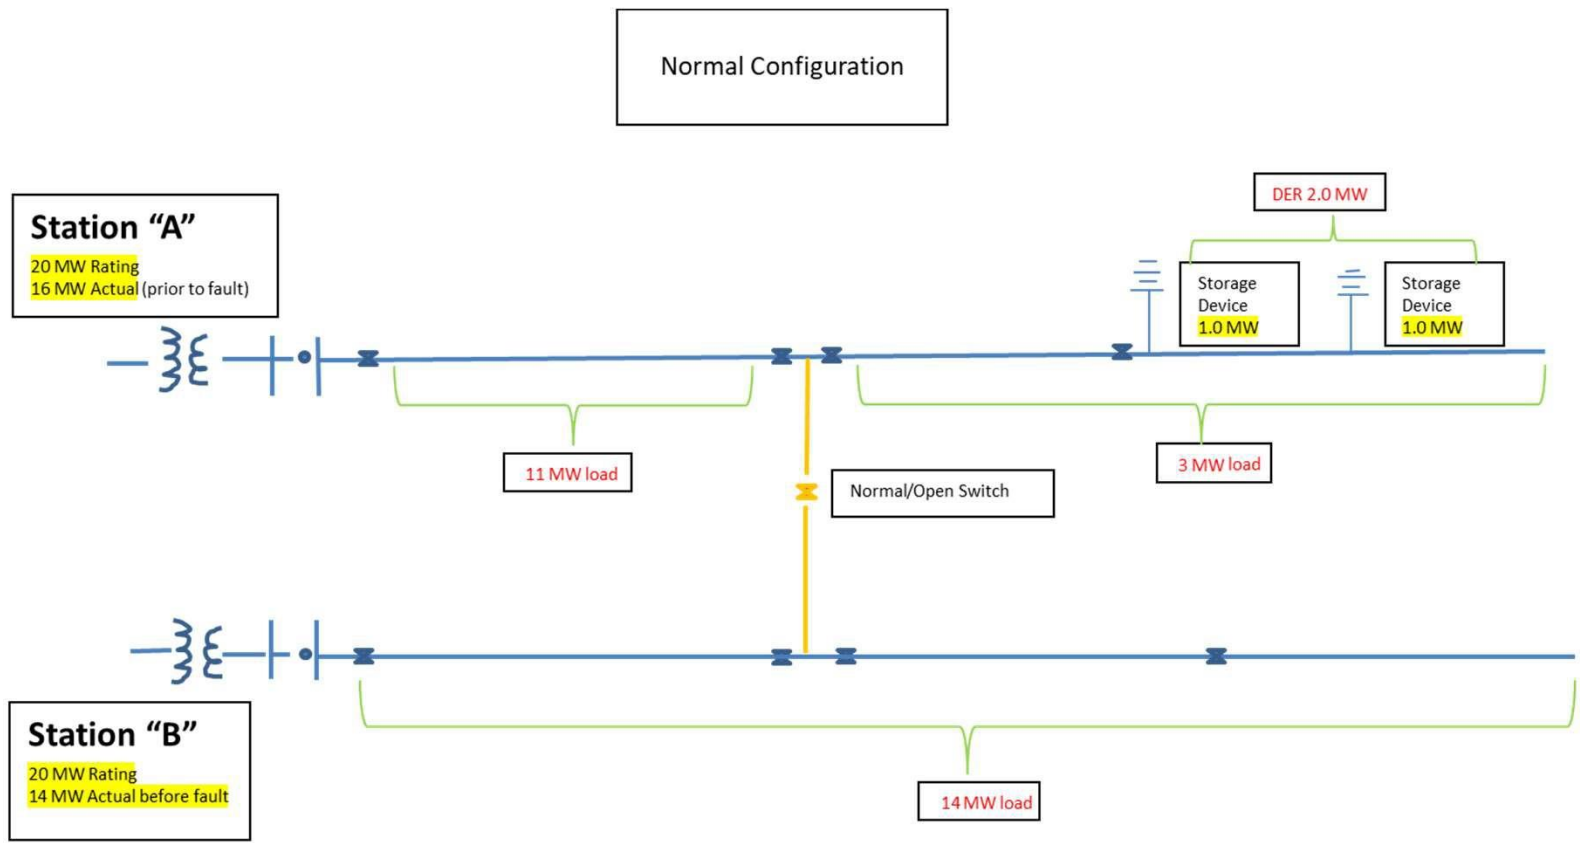 Normal Configuration
Station “A”
20 MW Rating
16 MW Actual (prior to fault)
DER 2.0 MW
Storage
Device
1.0 MW
Storage
Device
1.0 MW
11 MW load
3 MW load
Normal/Open Switch
Station “B”
20 MW Rating
14 MW Actual before fault
14 MW load